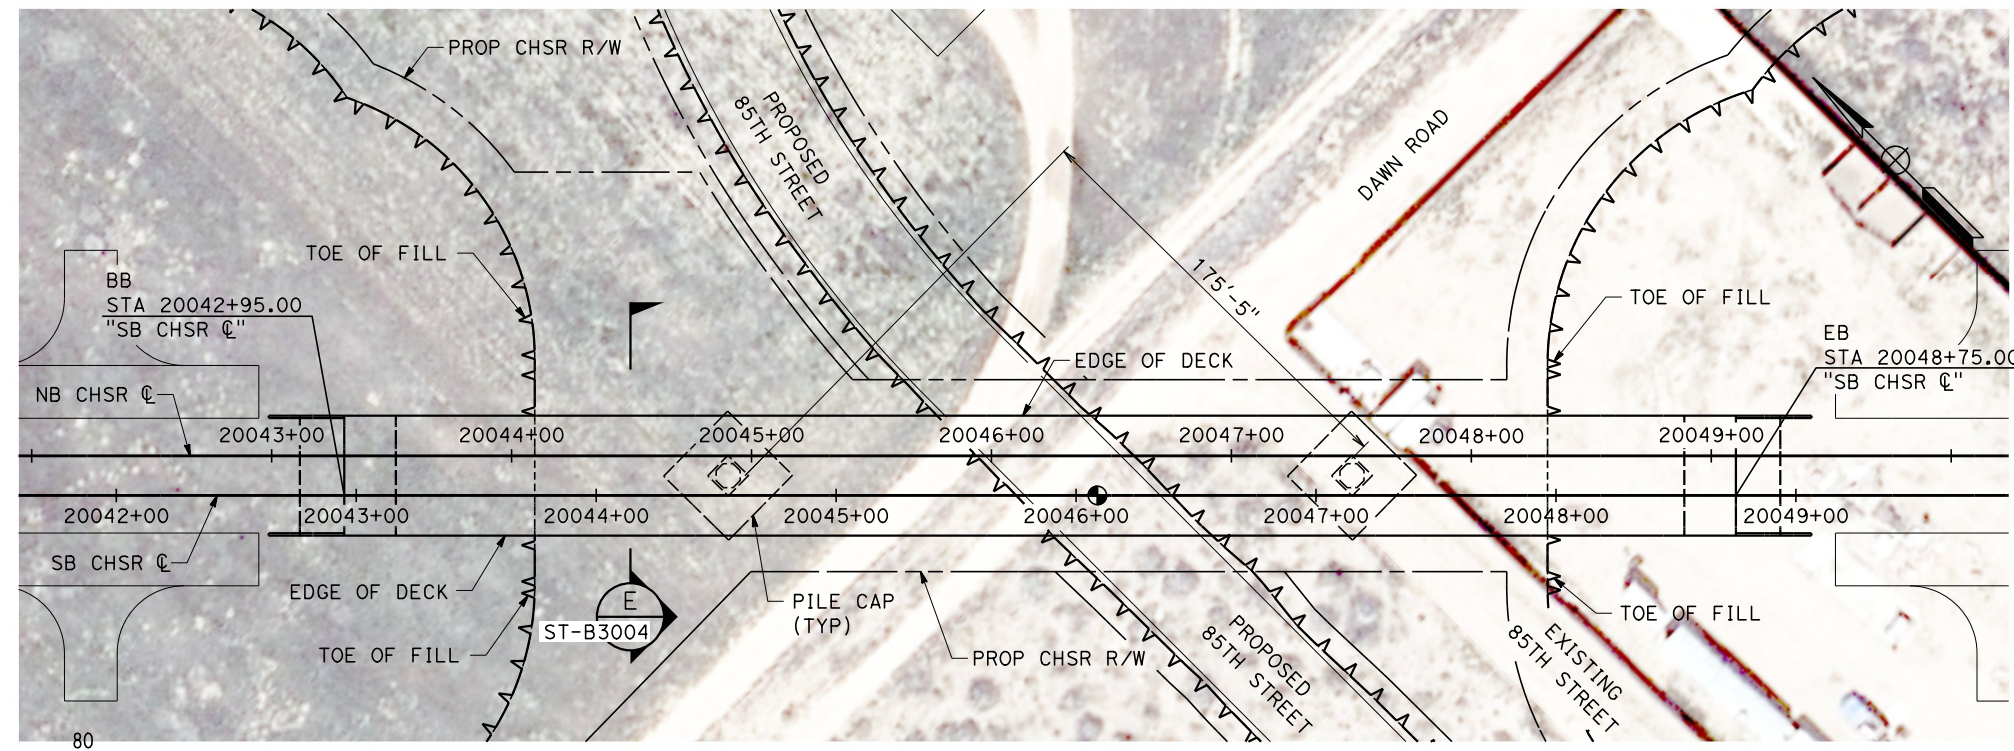 PROP CHSR R/W
PROPOSED
85TH STREET
DAWN ROAD
TOE OF FILL
BB
STA 20042+95.00
"SB CHSR ℄"
175'-5"
TOE OF FILL
EB
STA 20048+75.00
"SB CHSR ℄"
EDGE OF DECK
NB CHSR ℄
20043+00
20044+00
20045+00
20046+00
20047+00
20048+00
20049+00
20042+00
20043+00
20044+00
20045+00
20046+00
20047+00
20048+00
20049+00
SB CHSR ℄
EDGE OF DECK
E
ST-B3004
PILE CAP
(TYP)
TOE OF FILL
TOE OF FILL
PROP CHSR R/W
PROPOSED
85TH STREET
EXISTING
85TH STREET
80